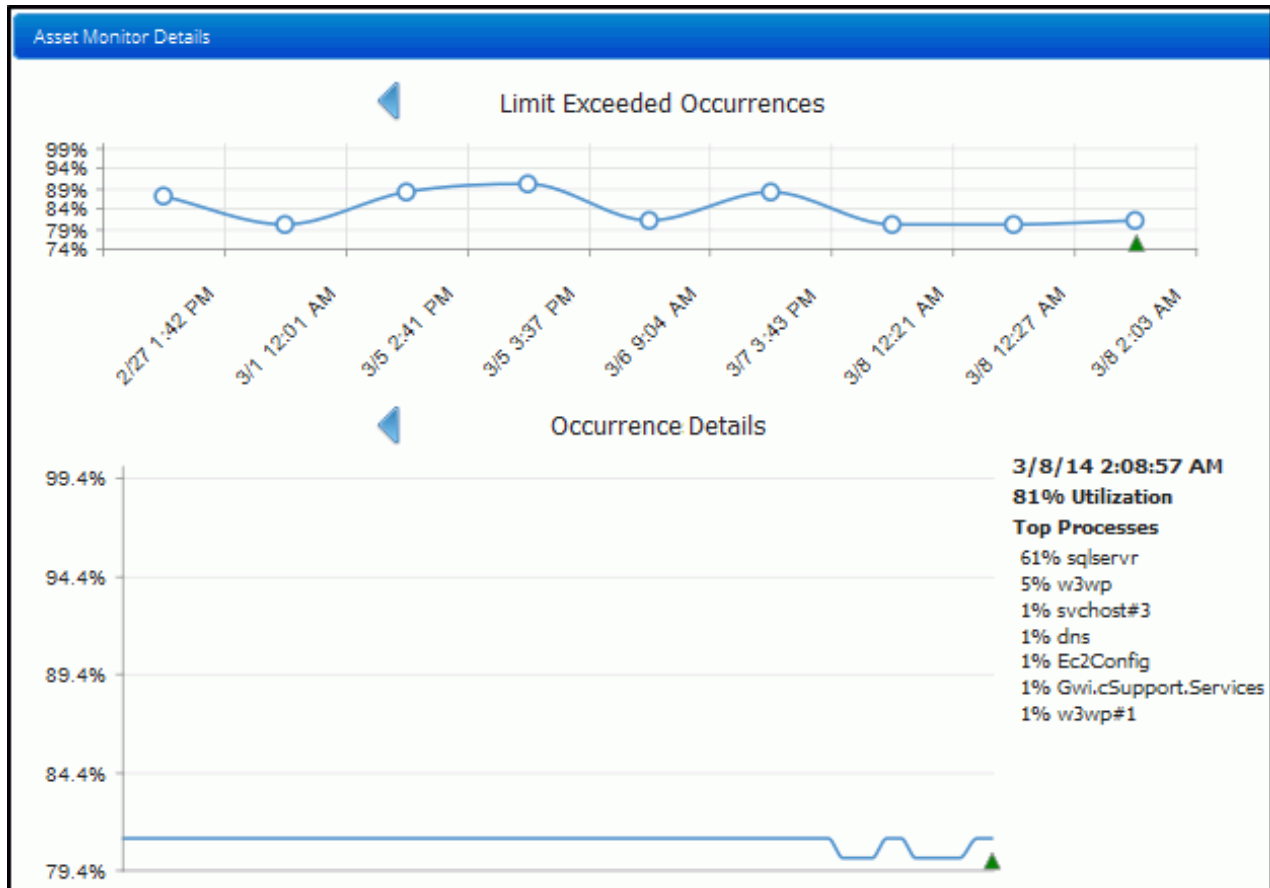 Asset Monitor Details
Limit Exceeded Occurrences
99%
94%
89%
84%
79%
74%
2/27 1:42 PM
3/1 12:01 AM
3/5 2:41 PM
3/5 3:37 PM
3/6 9:04 AM
3/7 3:43 PM
3/8 12:21 AM
3/8 12:27 AM
3/8 2:03 AM
Occurrence Details
99.4%
94.4%
89.4%
84.4%
79.4%
3/8/14 2:08:57 AM
81% Utilization
Top Processes
61% sqlservr
5% w3wp
1% svchost#3
1% dns
1% Ec2Config
1% Gwi.cSupport.Services
1% w3wp#1